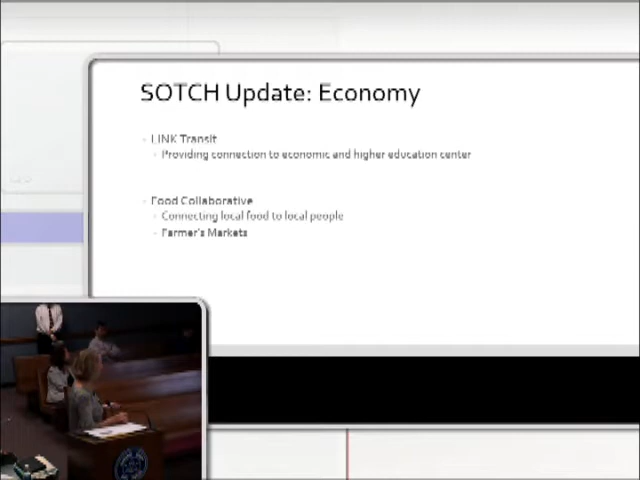 SOTCH Update: Economy
LINK Transit
Providing connection to economic and higher education center
Food Collaborative
Connecting local food to local people
Farmer's Markets